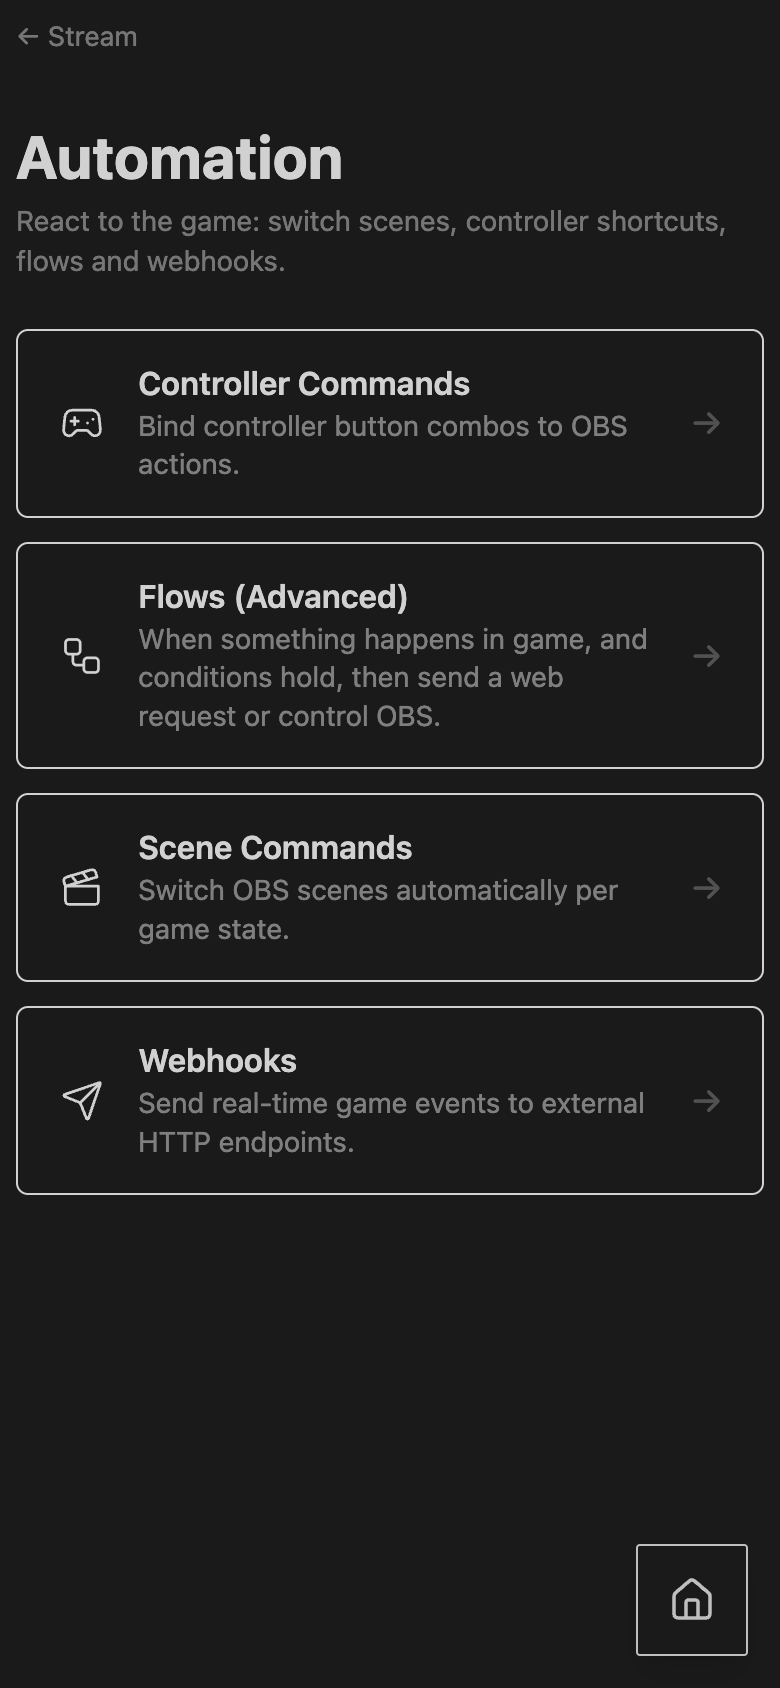 ← Stream
Automation
React to the game: switch scenes, controller shortcuts,
flows and webhooks.
Controller Commands
Bind controller button combos to OBS
actions.
Flows (Advanced)
When something happens in game, and
conditions hold, then send a web
request or control OBS.
Scene Commands
Switch OBS scenes automatically per
game state.
Webhooks
Send real-time game events to external
HTTP endpoints.